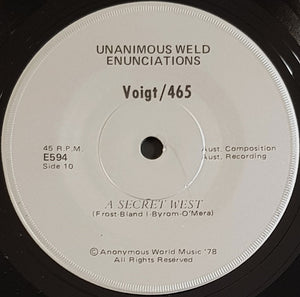 UNANIMOUS WELD
ENUNCIATIONS
Voigt/465
45 R.P.M.
E594
Side 10
Aust. Composition
Aust. Recording
A SECRET WEST
(Frost-Bland I-Byrom-O'Mera)
©Anonymous World Music '78
All Rights Reserved